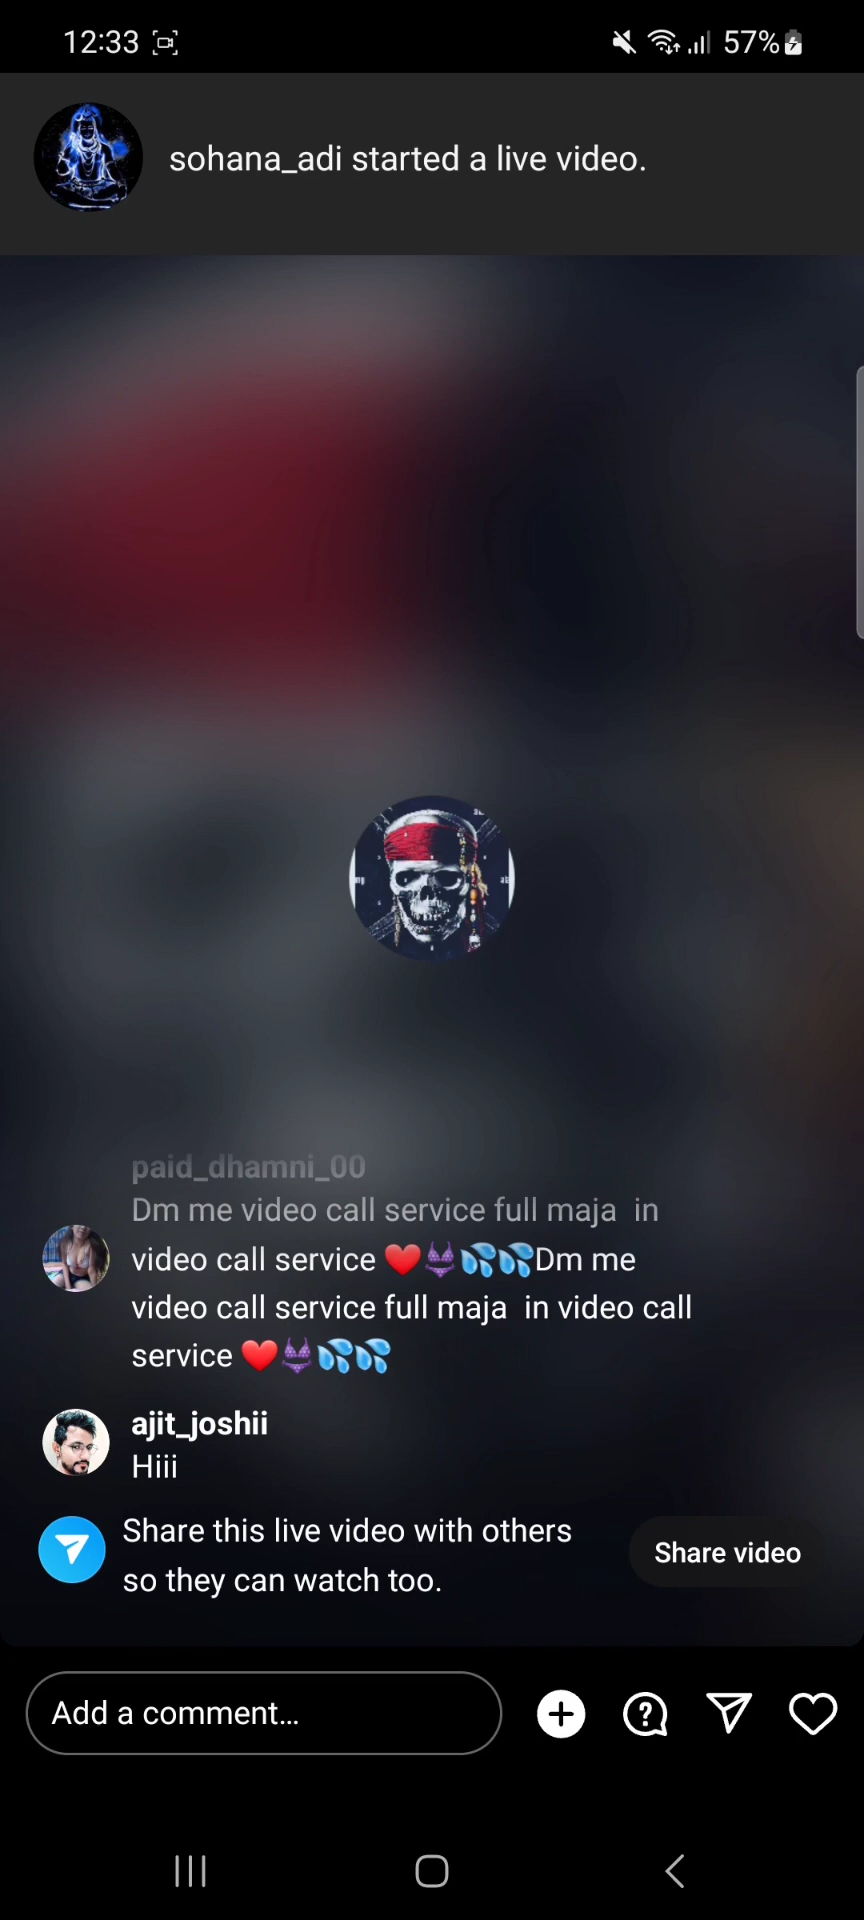 12:33
57%
sohana_adi started a live video.
paid_dhamni_00
Dm me video call service full maja  in
video call service ❤️👙💦💦Dm me
video call service full maja  in video call
service ❤️👙💦💦
ajit_joshii
Hiii
Share this live video with others
so they can watch too.
Share video
Add a comment...